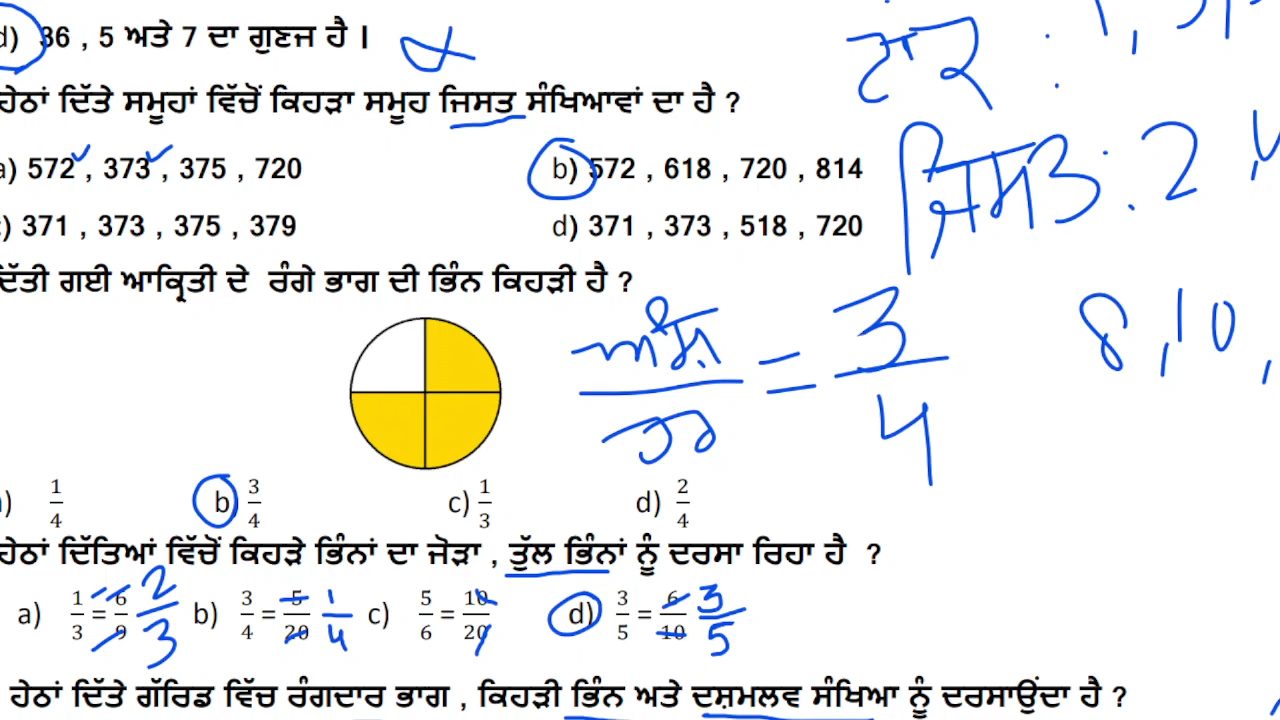 d) 36 , 5 ਅਤੇ 7 ਦਾ ਗੁਣਜ ਹੈ ।
ਟਾਂਕ :
ਹੇਠਾਂ ਦਿੱਤੇ ਸਮੂਹਾਂ ਵਿੱਚੋਂ ਕਿਹੜਾ ਸਮੂਹ ਜਿਸਤ ਸੰਖਿਆਵਾਂ ਦਾ ਹੈ ?
a) 572 , 373 , 375 , 720 b) 572 , 618 , 720 , 814
ਜਿਸਤ : 2 ,
c) 371 , 373 , 375 , 379 d) 371 , 373 , 518 , 720
ਦਿੱਤੀ ਗਈ ਆਕ੍ਰਿਤੀ ਦੇ ਰੰਗੇ ਭਾਗ ਦੀ ਭਿੰਨ ਕਿਹੜੀ ਹੈ ?
ਅੰਸ਼/ਹਰ = 3/4
8 , 10 ,
a) 1/4 b) 3/4 c) 1/3 d) 2/4
ਹੇਠਾਂ ਦਿੱਤਿਆਂ ਵਿੱਚੋਂ ਕਿਹੜੇ ਭਿੰਨਾਂ ਦਾ ਜੋੜਾ , ਤੁੱਲ ਭਿੰਨਾਂ ਨੂੰ ਦਰਸਾ ਰਿਹਾ ਹੈ ?
a) 1/3 = 6/9 2/3 b) 3/4 = 5/20 1/4 c) 5/6 = 10/20 d) 3/5 = 6/10 3/5
ਹੇਠਾਂ ਦਿੱਤੇ ਗੱਰਿਡ ਵਿੱਚ ਰੰਗਦਾਰ ਭਾਗ , ਕਿਹੜੀ ਭਿੰਨ ਅਤੇ ਦਸ਼ਮਲਵ ਸੰਖਿਆ ਨੂੰ ਦਰਸਾਉਂਦਾ ਹੈ ?